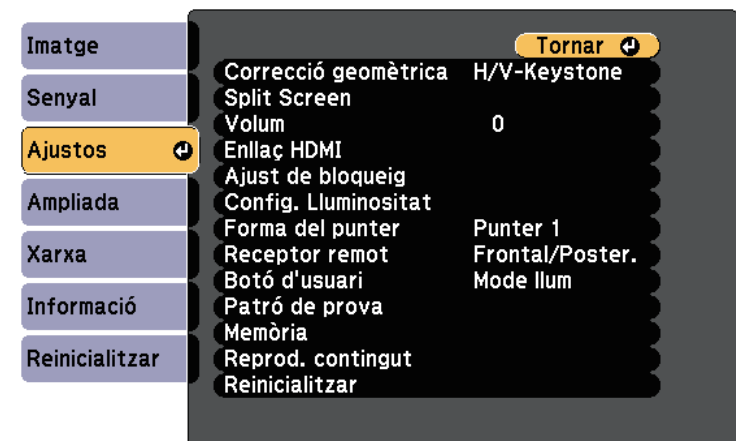 Imatge
Senyal
Ajustos
Ampliada
Xarxa
Informació
Reinicialitzar
Tornar
Correcció geomètrica H/V-Keystone
Split Screen
Volum 0
Enllaç HDMI
Ajust de bloqueig
Config. Lluminositat
Forma del punter Punter 1
Receptor remot Frontal/Poster.
Botó d'usuari Mode llum
Patró de prova
Memòria
Reprod. contingut
Reinicialitzar